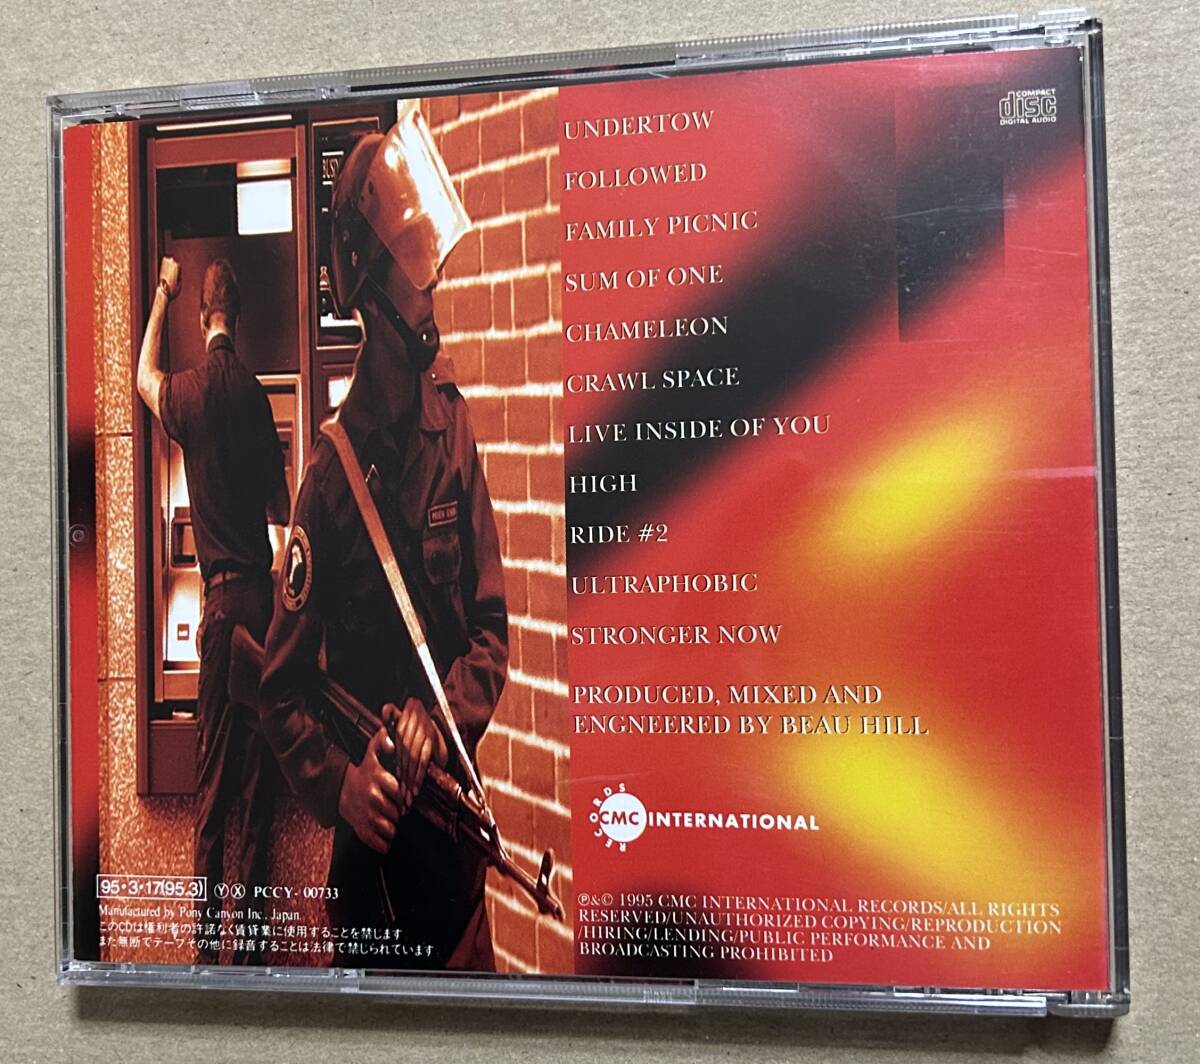 COMPACT
disc
DIGITAL AUDIO
UNDERTOW
FOLLOWED
FAMILY PICNIC
SUM OF ONE
CHAMELEON
CRAWL SPACE
LIVE INSIDE OF YOU
HIGH
RIDE #2
ULTRAPHOBIC
STRONGER NOW
PRODUCED, MIXED AND
ENGNEERED BY BEAU HILL
RECORDS
CMC INTERNATIONAL
95・3・17(95.3) Ⓨ Ⓧ PCCY-00733
Manufactured by Pony Canyon Inc., Japan.
このCDは権利者の許諾なく賃貸業に使用することを禁じます
また無断でテープその他に録音することは法律で禁じられています
℗&© 1995 CMC INTERNATIONAL RECORDS/ALL RIGHTS
RESERVED/UNAUTHORIZED COPYING/REPRODUCTION
/HIRING/LENDING/PUBLIC PERFORMANCE AND
BROADCASTING PROHIBITED